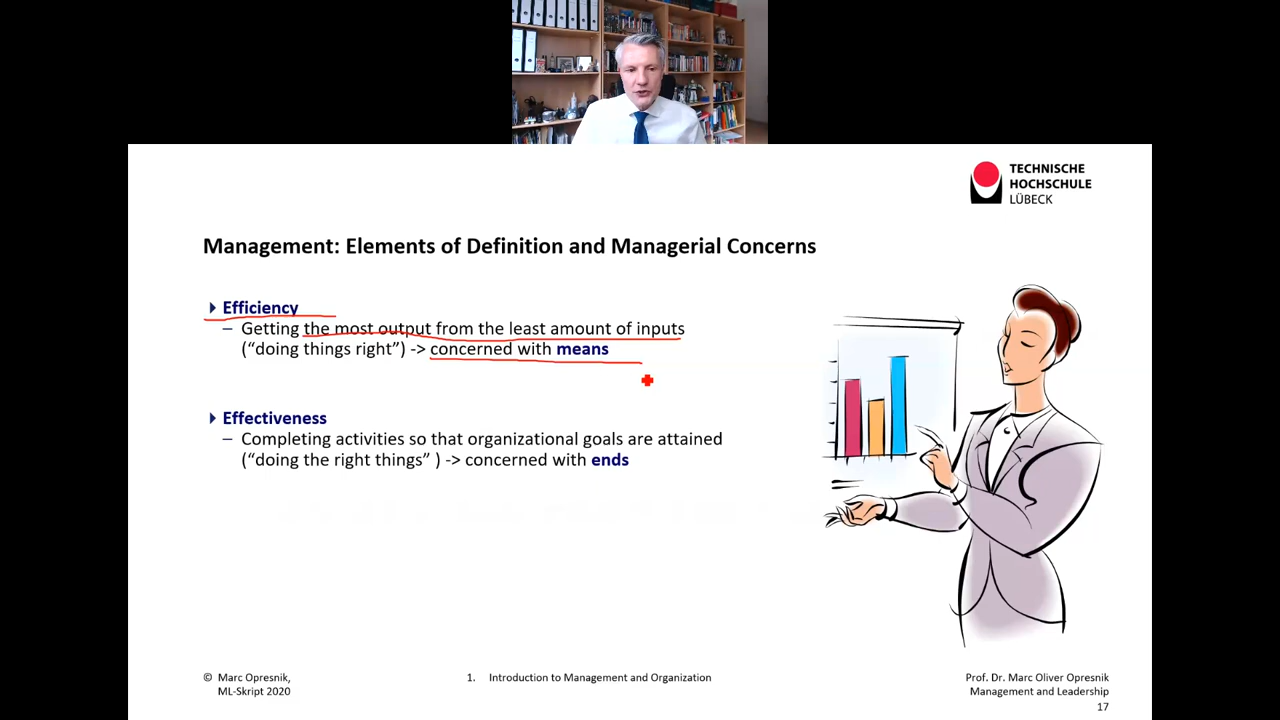 TECHNISCHE
HOCHSCHULE
LÜBECK
Management: Elements of Definition and Managerial Concerns
Efficiency
– Getting the most output from the least amount of inputs
(“doing things right”) -> concerned with means
Effectiveness
– Completing activities so that organizational goals are attained
(“doing the right things” ) -> concerned with ends
© Marc Opresnik,
ML-Skript 2020
1. Introduction to Management and Organization
Prof. Dr. Marc Oliver Opresnik
Management and Leadership
17